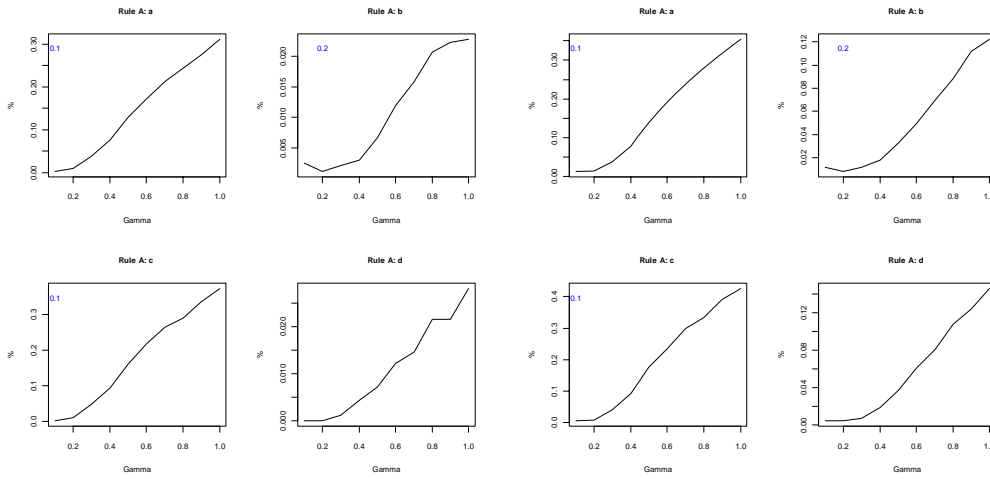 Rule A: a
Rule A: b
Rule A: a
Rule A: b
0.1
0.2
0.1
0.2
%
0.00 0.10 0.20 0.30
0.2 0.4 0.6 0.8 1.0
Gamma
%
0.005 0.010 0.015 0.020
0.2 0.4 0.6 0.8 1.0
Gamma
%
0.00 0.10 0.20 0.30
0.2 0.4 0.6 0.8 1.0
Gamma
%
0.02 0.04 0.06 0.08 0.10 0.12
0.2 0.4 0.6 0.8 1.
Gamma
Rule A: c
Rule A: d
Rule A: c
Rule A: d
0.1
0.1
%
0.0 0.1 0.2 0.3
0.2 0.4 0.6 0.8 1.0
Gamma
%
0.000 0.010 0.020
0.2 0.4 0.6 0.8 1.0
Gamma
%
0.0 0.1 0.2 0.3 0.4
0.2 0.4 0.6 0.8 1.0
Gamma
%
0.00 0.04 0.08 0.12
0.2 0.4 0.6 0.8 1.
Gamma